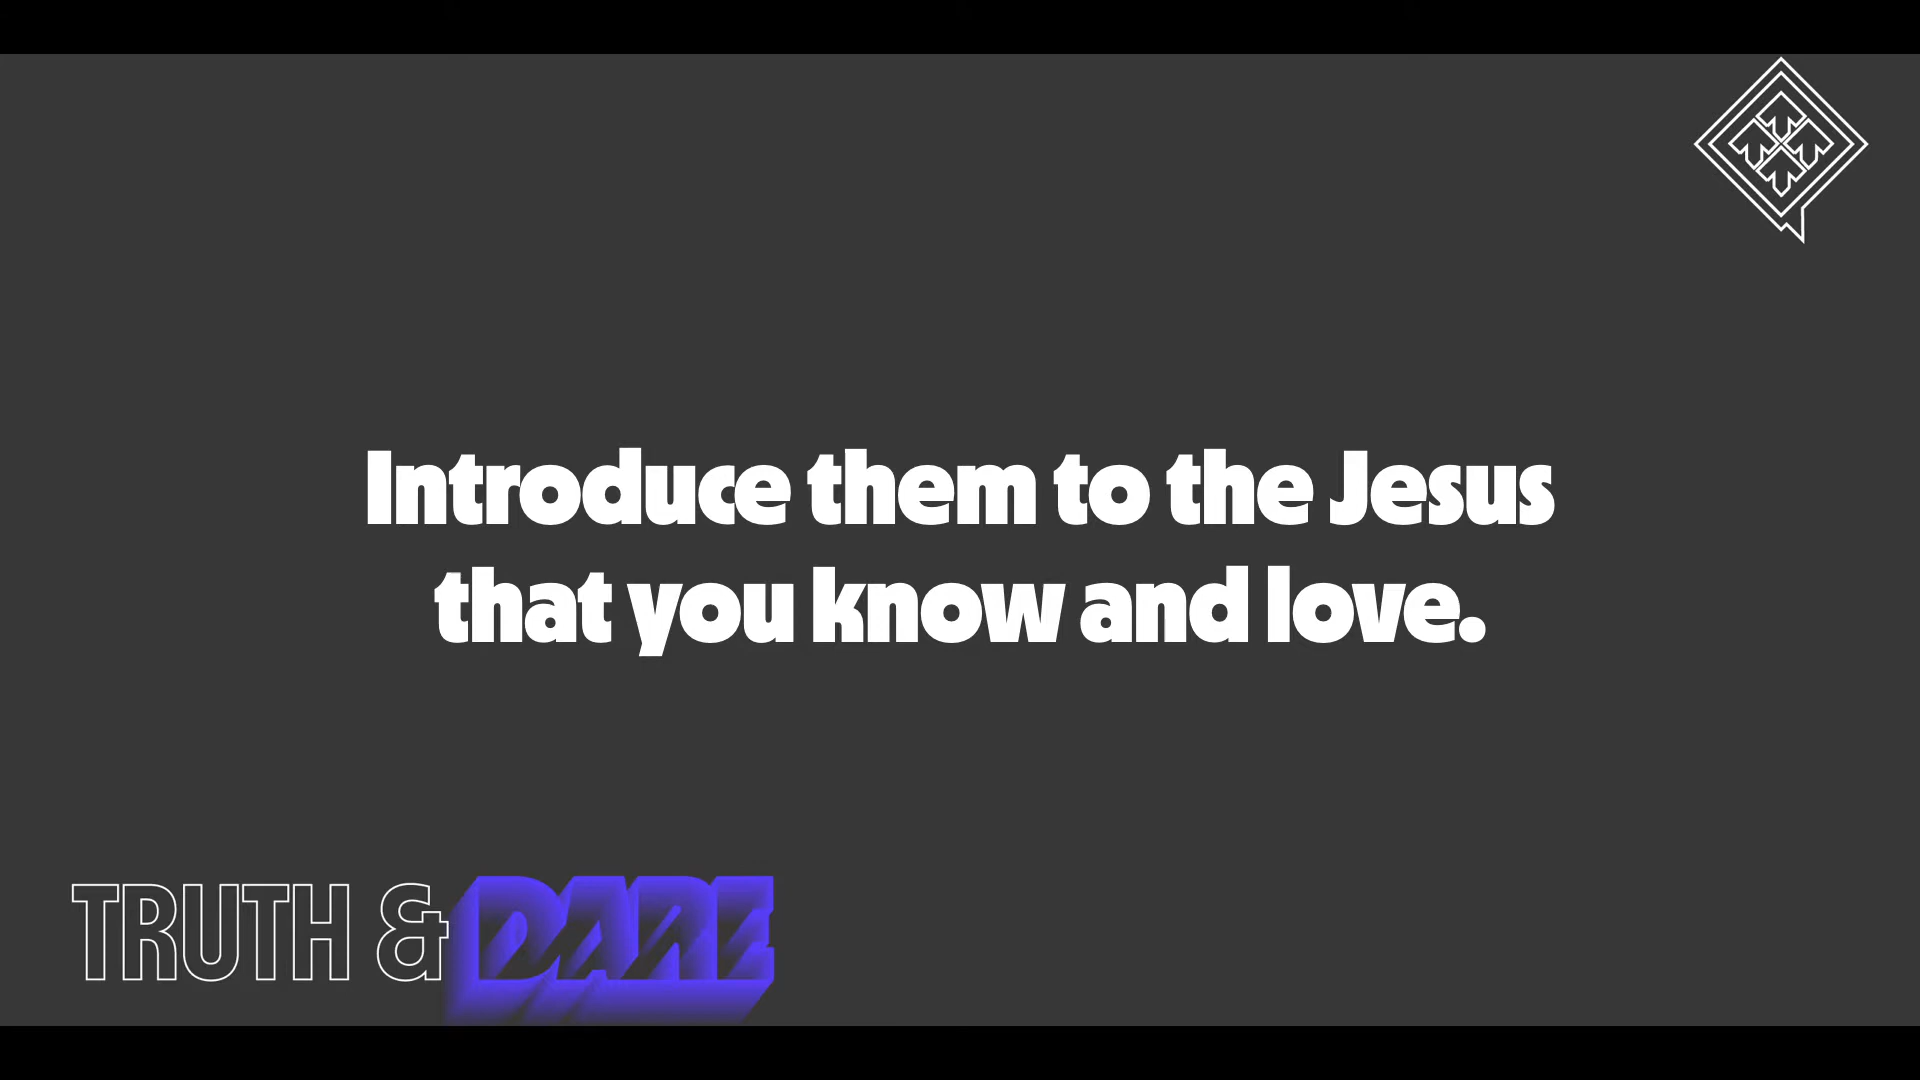 Introduce them to the Jesus
that you know and love.
TRUTH & DARE